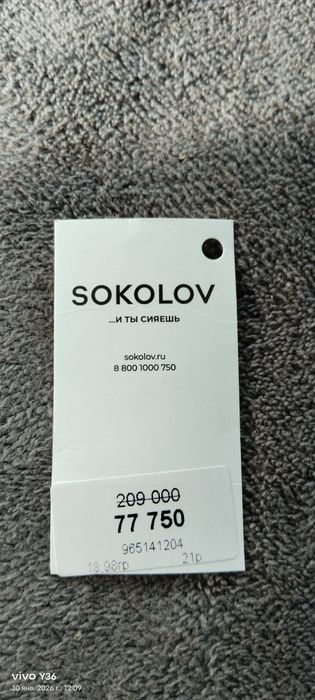 SOKOLOV
...И ТЫ СИЯЕШЬ
sokolov.ru
8 800 1000 750
209 000
77 750
965141204
18,98гр 21р
vivo Y36
30 янв. 2026 г., 12:09